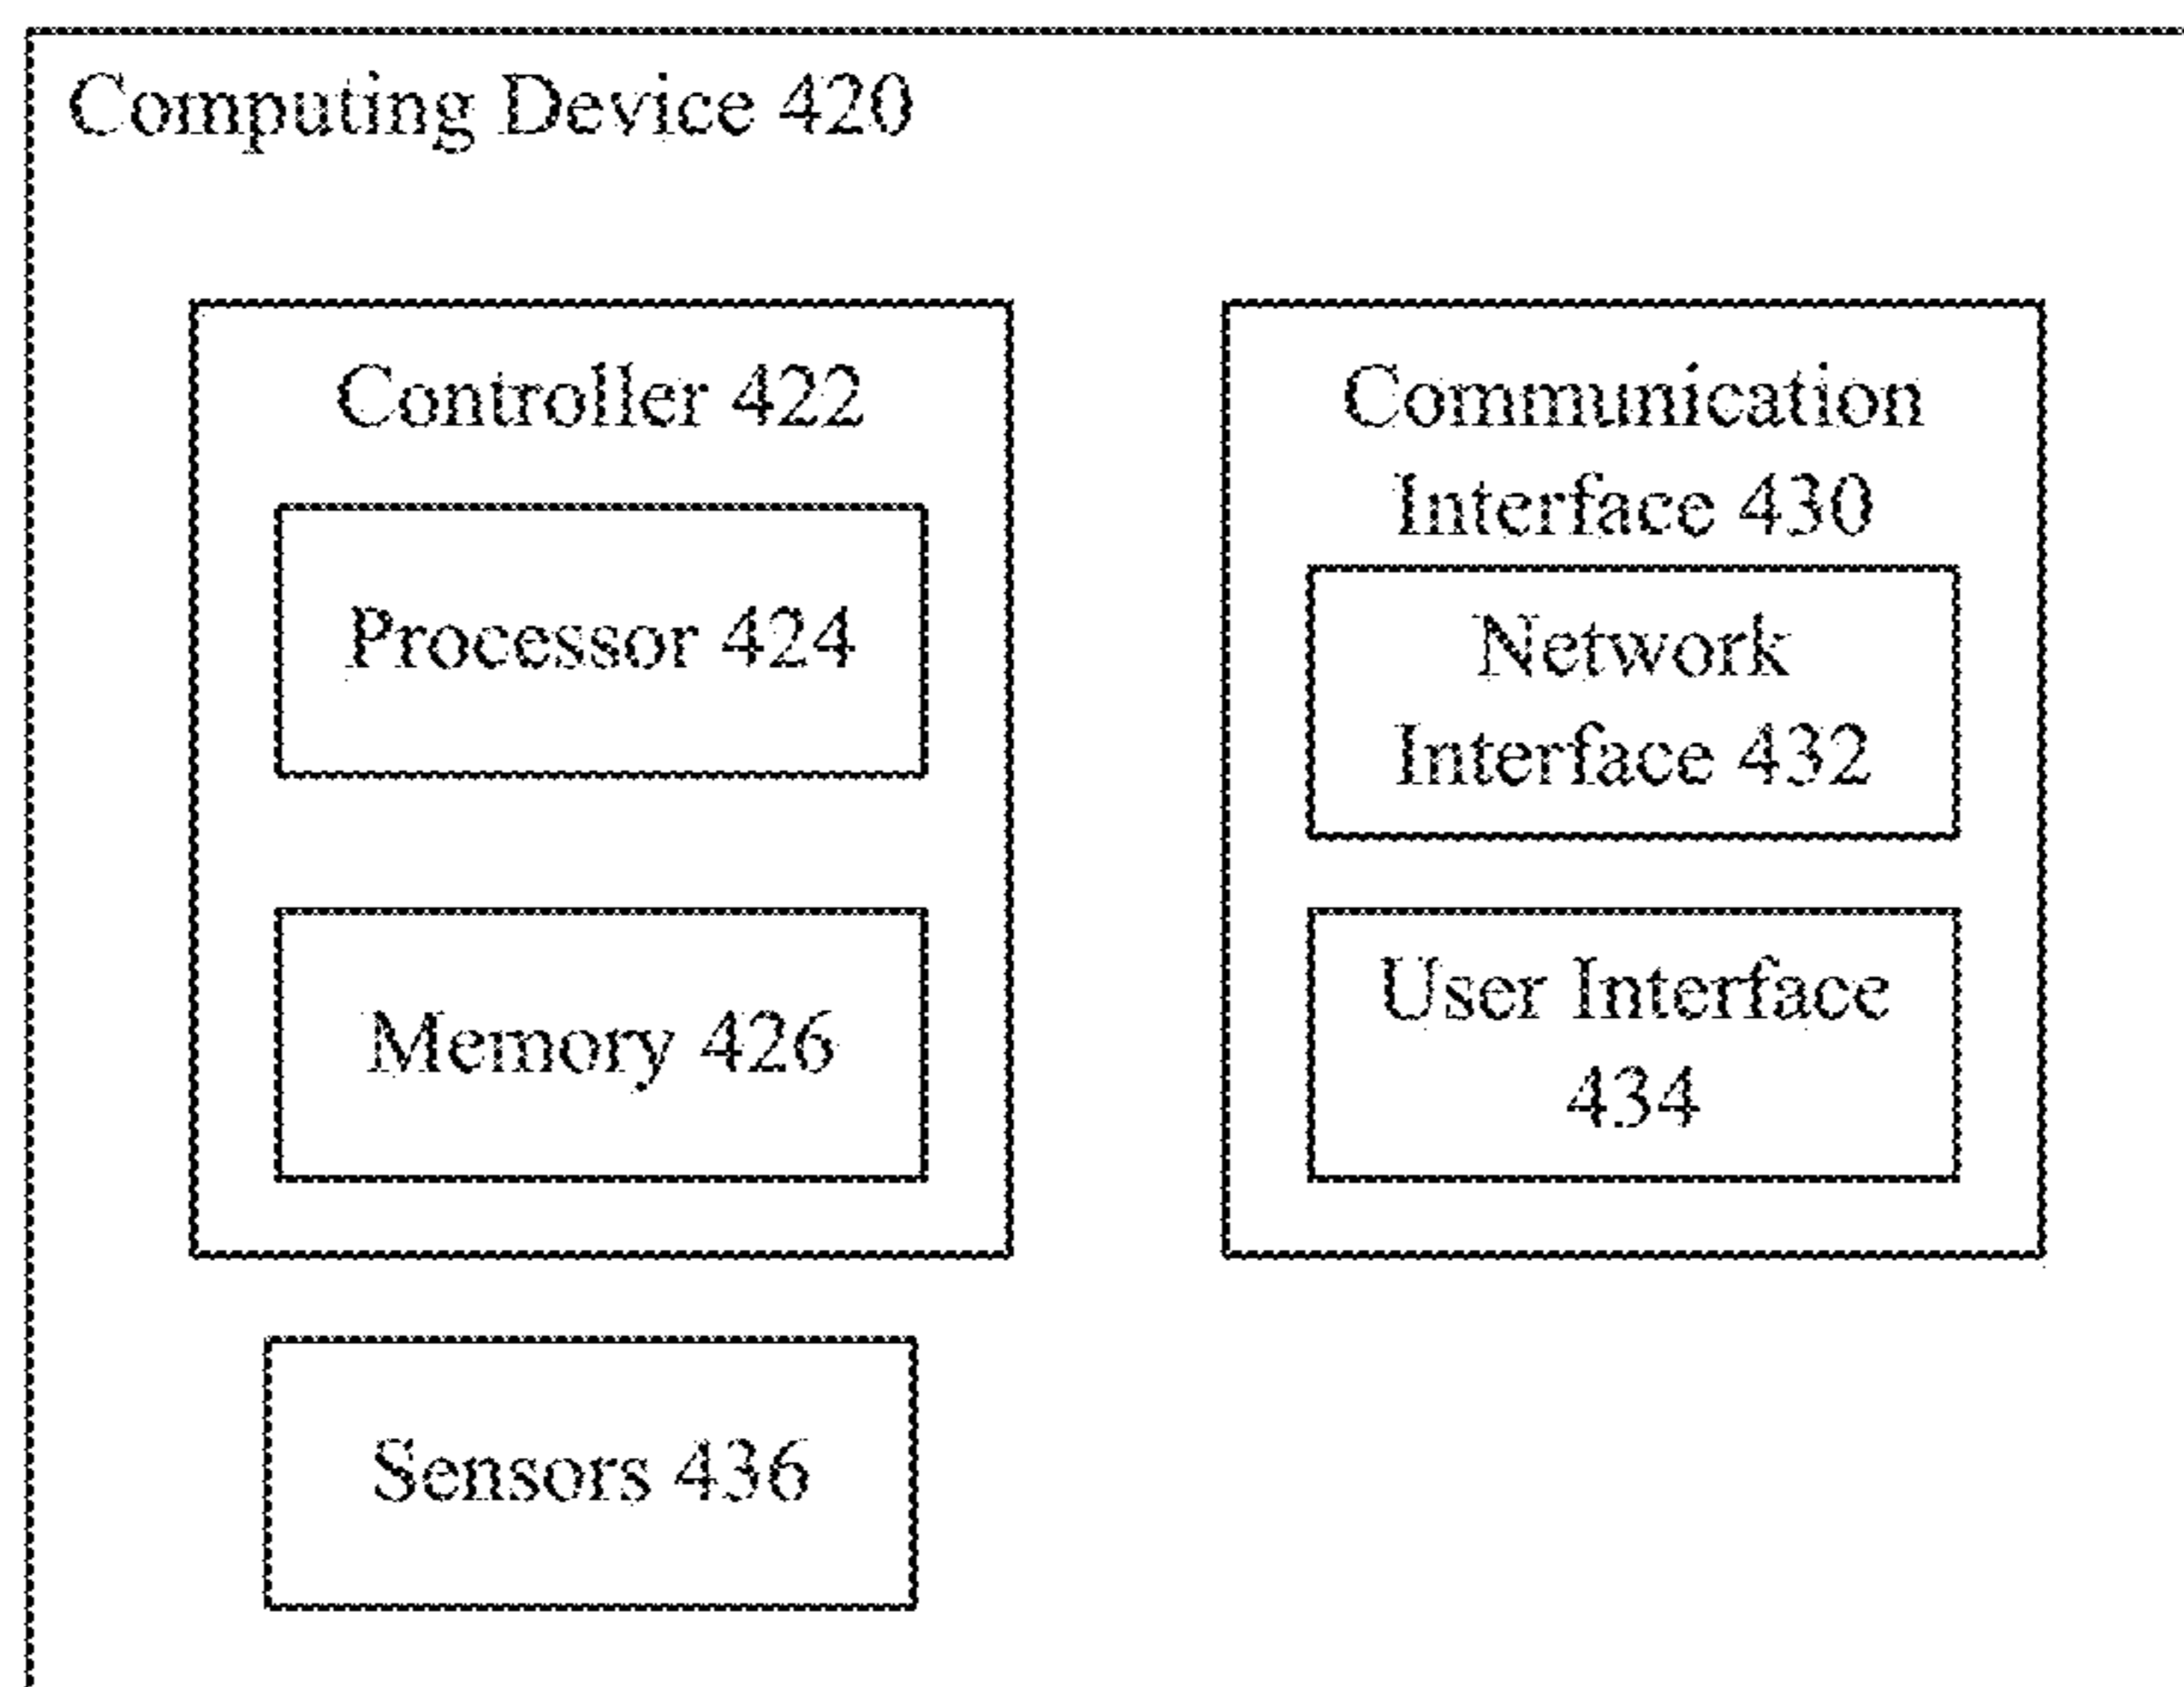 Computing Device 420
Controller 422
Processor 424
Memory 426
Communication
Interface 430
Network
Interface 432
User Interface
434
Sensors 436